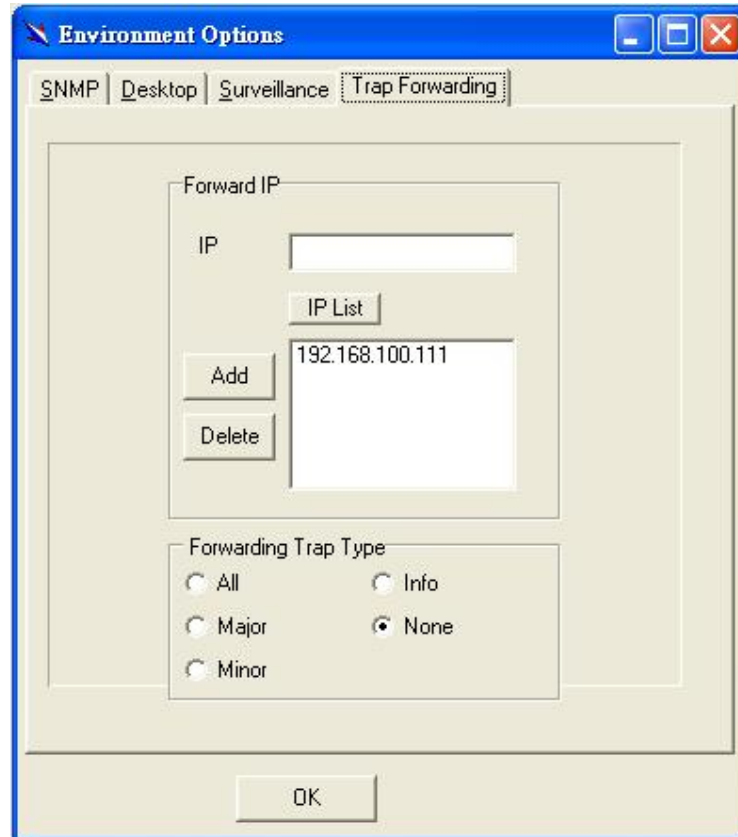 Environment Options
SNMP Desktop Surveillance Trap Forwarding
Forward IP
IP
IP List
192.168.100.111
Add
Delete
Forwarding Trap Type
All Info
Major None
Minor
OK